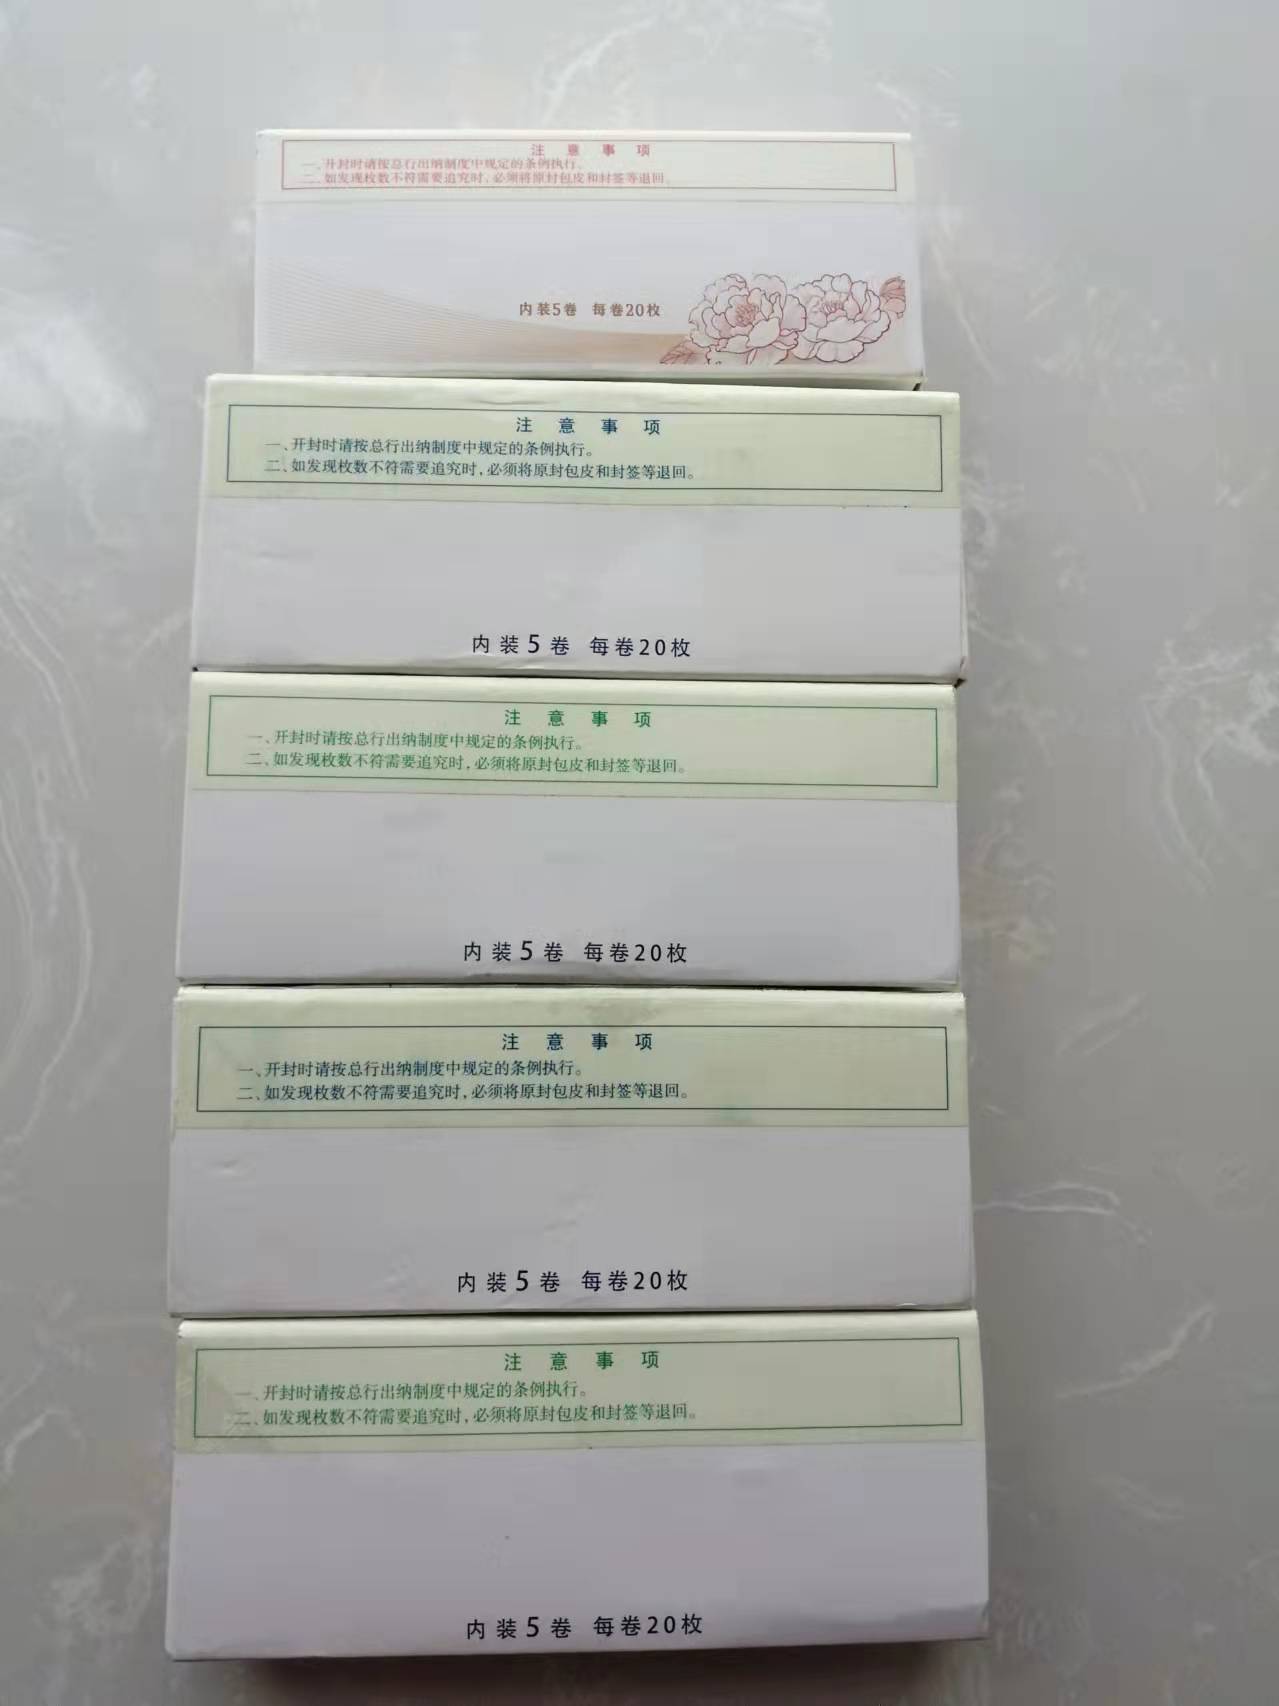 注 意 事 项
一、开封时请按总行出纳制度中规定的条例执行。
二、如发现枚数不符需要追究时，必须将原封包皮和封签等退回。
内装5卷 每卷20枚
注 意 事 项
一、开封时请按总行出纳制度中规定的条例执行。
二、如发现枚数不符需要追究时，必须将原封包皮和封签等退回。
内装5卷 每卷20枚
注 意 事 项
一、开封时请按总行出纳制度中规定的条例执行。
二、如发现枚数不符需要追究时，必须将原封包皮和封签等退回。
内装5卷 每卷20枚
注 意 事 项
一、开封时请按总行出纳制度中规定的条例执行。
二、如发现枚数不符需要追究时，必须将原封包皮和封签等退回。
内装5卷 每卷20枚
注 意 事 项
一、开封时请按总行出纳制度中规定的条例执行。
二、如发现枚数不符需要追究时，必须将原封包皮和封签等退回。
内装5卷 每卷20枚